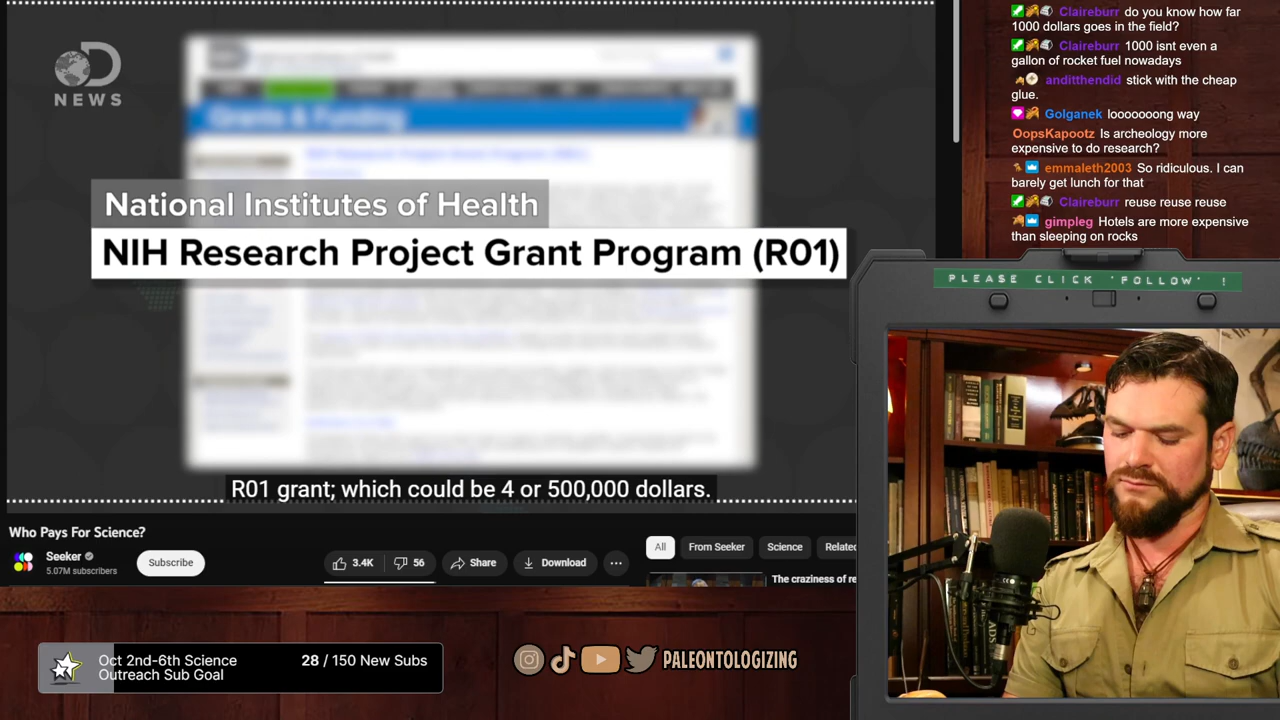 NEWS
National Institutes of Health
NIH Research Project Grant Program (R01)
R01 grant; which could be 4 or 500,000 dollars.
Who Pays For Science?
Seeker
5.07M subscribers
Subscribe
3.4K
56
Share
Download
All
From Seeker
Science
Related
The craziness of re
Claireburr do you know how far
1000 dollars goes in the field?
Claireburr 1000 isnt even a
gallon of rocket fuel nowadays
anditthendid stick with the cheap
glue.
Golganek looooooong way
OopsKapootz Is archeology more
expensive to do research?
emmaleth2003 So ridiculous. I can
barely get lunch for that
Claireburr reuse reuse reuse
gimpleg Hotels are more expensive
than sleeping on rocks
PLEASE CLICK 'FOLLOW' !
Oct 2nd-6th Science
Outreach Sub Goal
28 / 150 New Subs
PALEONTOLOGIZING